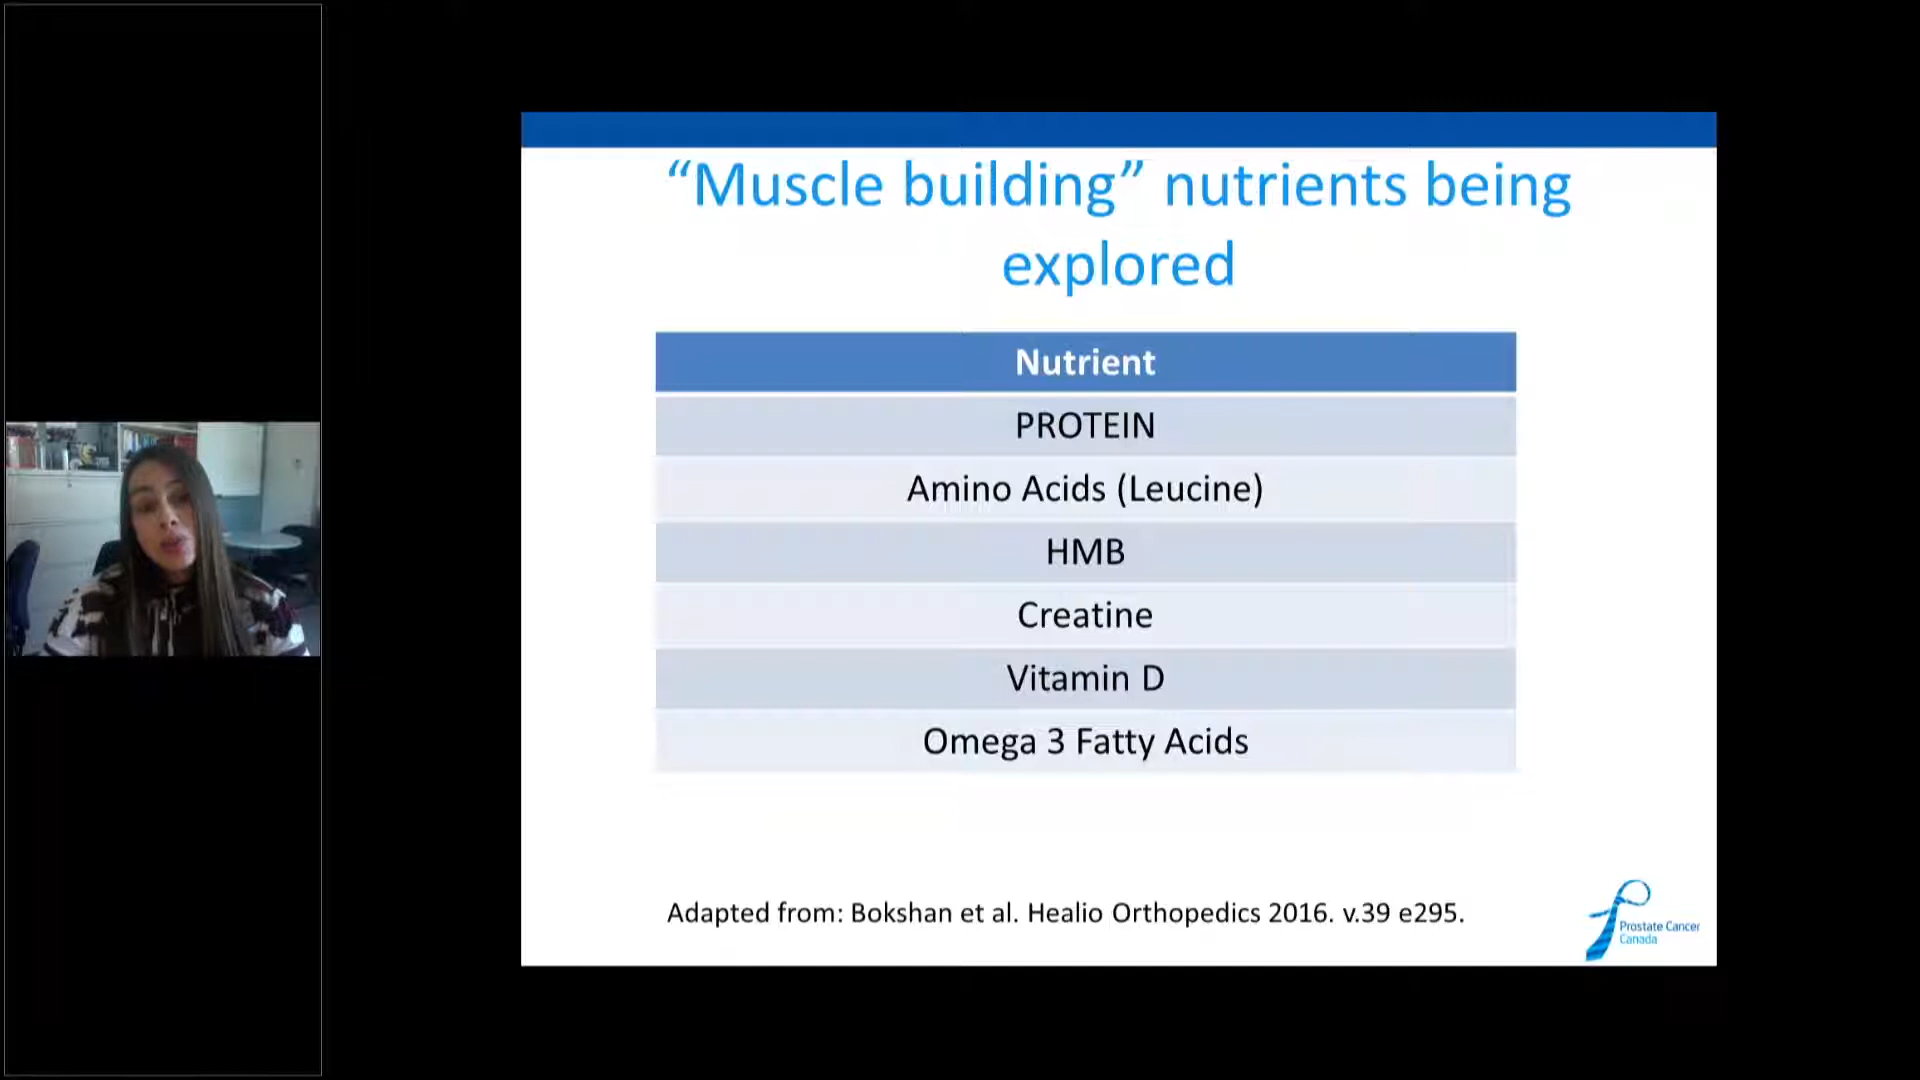 “Muscle building” nutrients being
explored
Nutrient
PROTEIN
Amino Acids (Leucine)
HMB
Creatine
Vitamin D
Omega 3 Fatty Acids
Adapted from: Bokshan et al. Healio Orthopedics 2016. v.39 e295.
Prostate Cancer
Canada